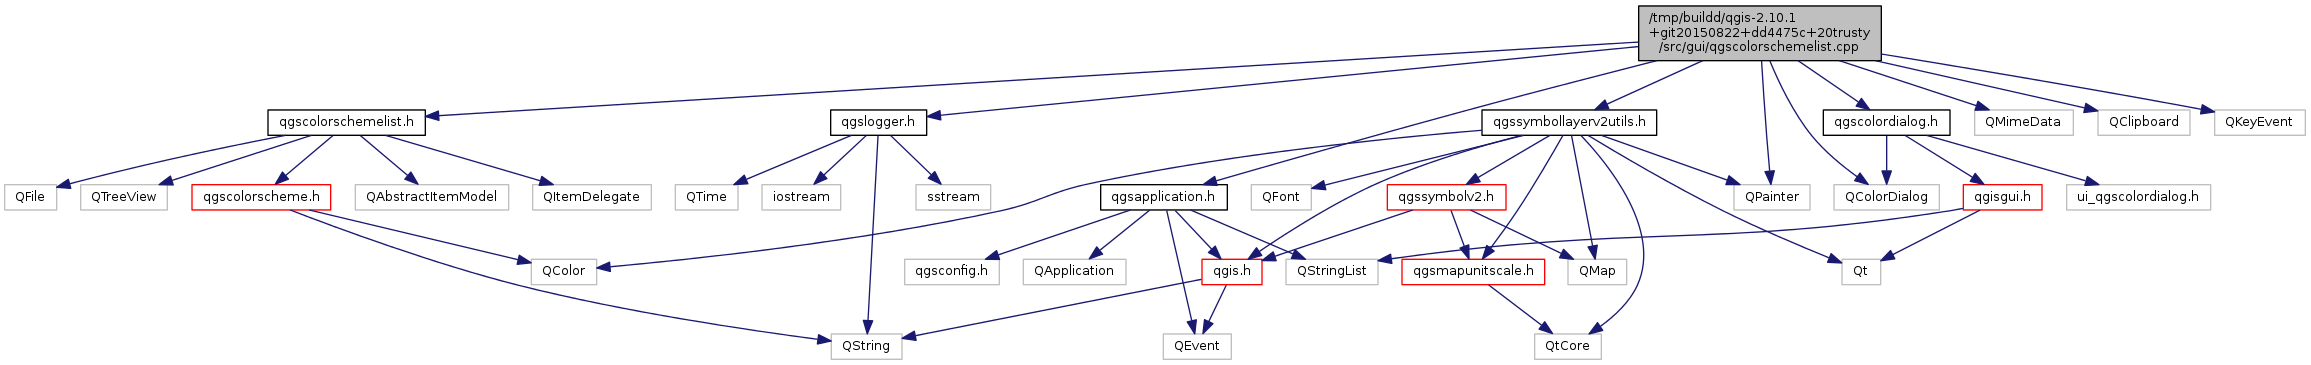 /tmp/buildd/qgis-2.10.1
+git20150822+dd4475c+20trusty
/src/gui/qgscolorschemelist.cpp
qgscolorschemelist.h
qgslogger.h
qgssymbollayerv2utils.h
qgscolordialog.h
QMimeData
QClipboard
QKeyEvent
QFile
QTreeView
qgscolorscheme.h
QAbstractItemModel
QItemDelegate
QTime
iostream
sstream
qgsapplication.h
QFont
qgssymbolv2.h
QPainter
QColorDialog
qgisgui.h
ui_qgscolordialog.h
QColor
qgsconfig.h
QApplication
qgis.h
QStringList
qgsmapunitscale.h
QMap
Qt
QString
QEvent
QtCore